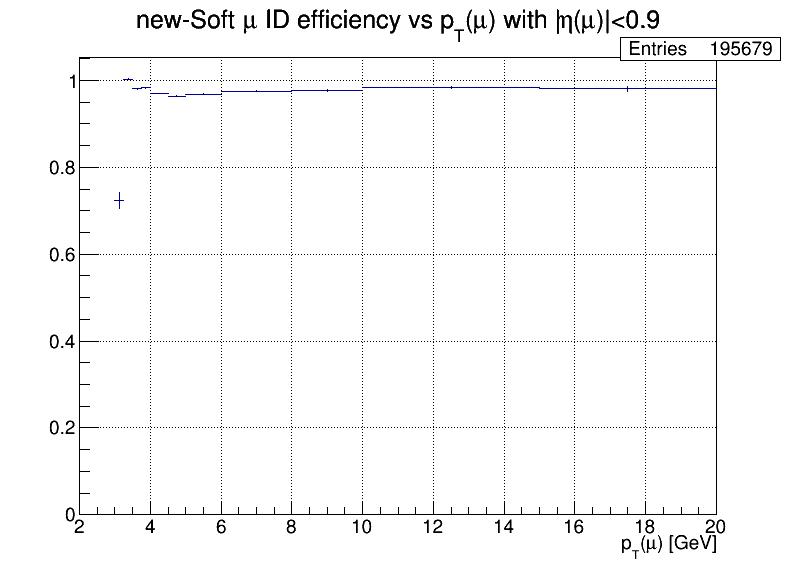 new-Soft μ ID efficiency vs p_T(μ) with |η(μ)|<0.9
Entries 195679
1
0.8
0.6
0.4
0.2
0
2 4 6 8 10 12 14 16 18 20
p_T(μ) [GeV]